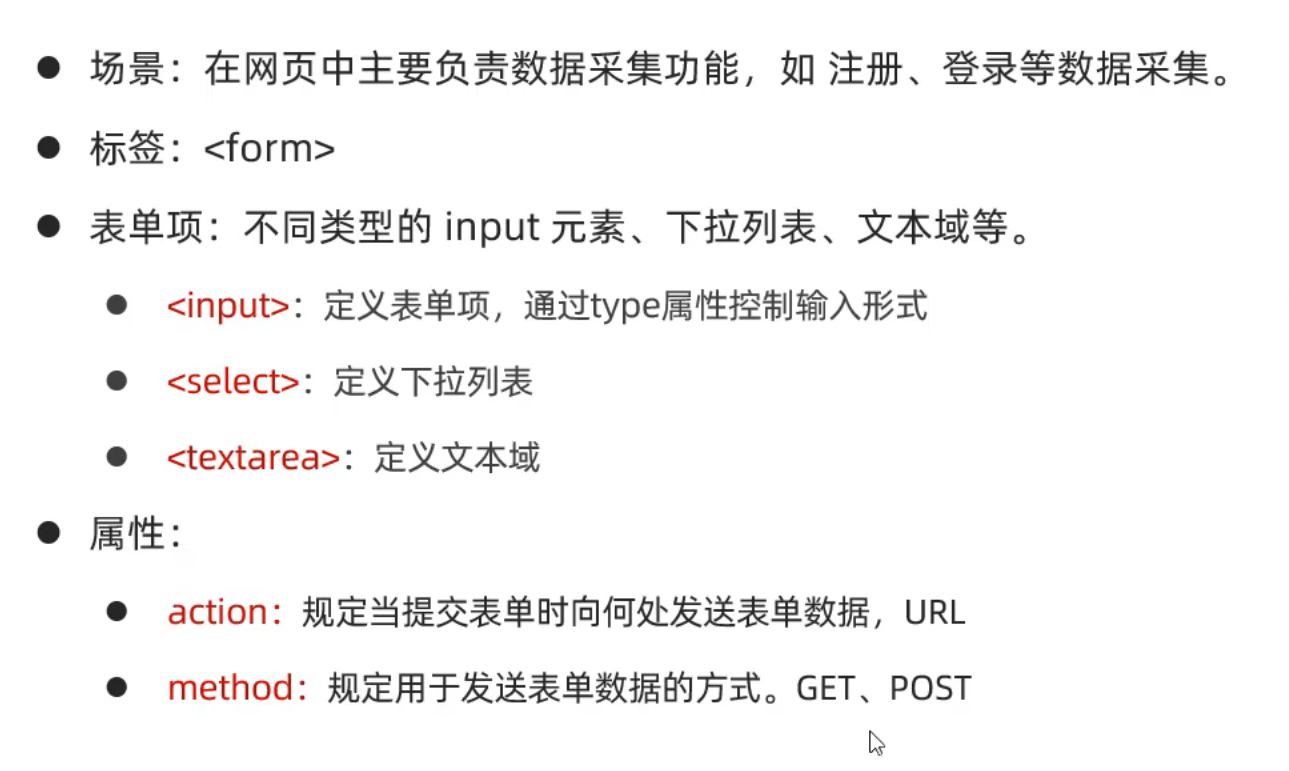 ● 场景：在网页中主要负责数据采集功能，如 注册、登录等数据采集。
● 标签：<form>
● 表单项：不同类型的 input 元素、下拉列表、文本域等。
● <input>：定义表单项，通过type属性控制输入形式
● <select>：定义下拉列表
● <textarea>：定义文本域
● 属性：
● action：规定当提交表单时向何处发送表单数据，URL
● method：规定用于发送表单数据的方式。GET、POST